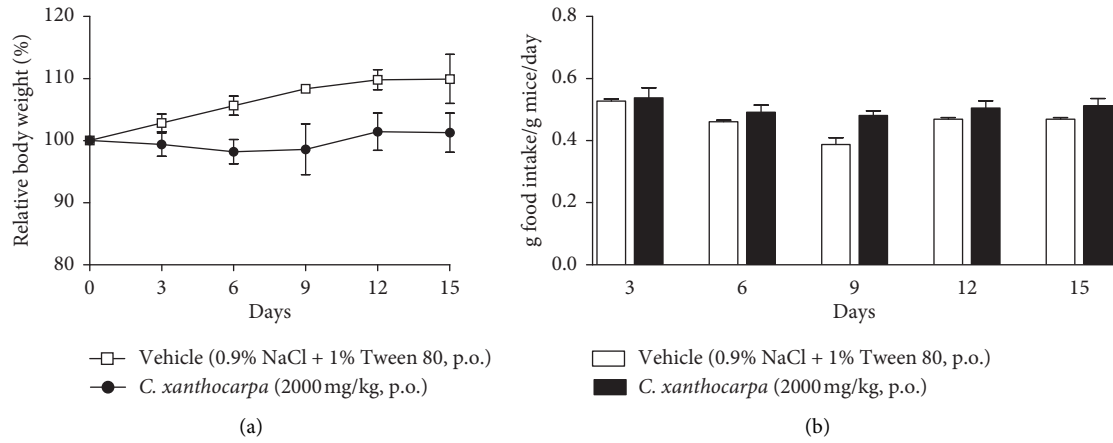 120
110
100
90
80
Relative body weight (%)
0 3 6 9 12 15
Days
Vehicle (0.9% NaCl + 1% Tween 80, p.o.)
C. xanthocarpa (2000 mg/kg, p.o.)
(a)
0.8
0.6
0.4
0.2
0.0
g food intake/g mice/day
3 6 9 12 15
Days
Vehicle (0.9% NaCl + 1% Tween 80, p.o.)
C. xanthocarpa (2000 mg/kg, p.o.)
(b)